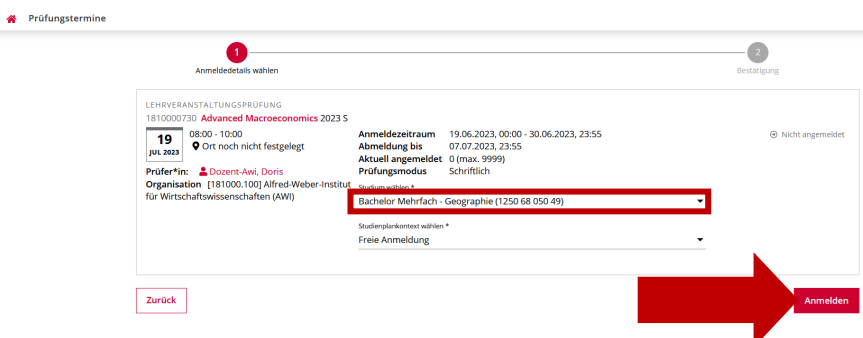 Prüfungstermine
1
2
Anmeldedetails wählen
Bestätigung
LEHRVERANSTALTUNGSPRÜFUNG
1810000730 Advanced Macroeconomics 2023 S
19
JUL 2023
08:00 - 10:00
Ort noch nicht festgelegt
Prüfer*in: Dozent-Awi, Doris
Organisation [181000.100] Alfred-Weber-Institut
für Wirtschaftswissenschaften (AWI)
Anmeldezeitraum 19.06.2023, 00:00 - 30.06.2023, 23:55
Abmeldung bis 07.07.2023, 23:55
Aktuell angemeldet 0 (max. 9999)
Prüfungsmodus Schriftlich
Nicht angemeldet
Studium wählen *
Bachelor Mehrfach - Geographie (1250 68 050 49)
Studienplankontext wählen *
Freie Anmeldung
Zurück
Anmelden